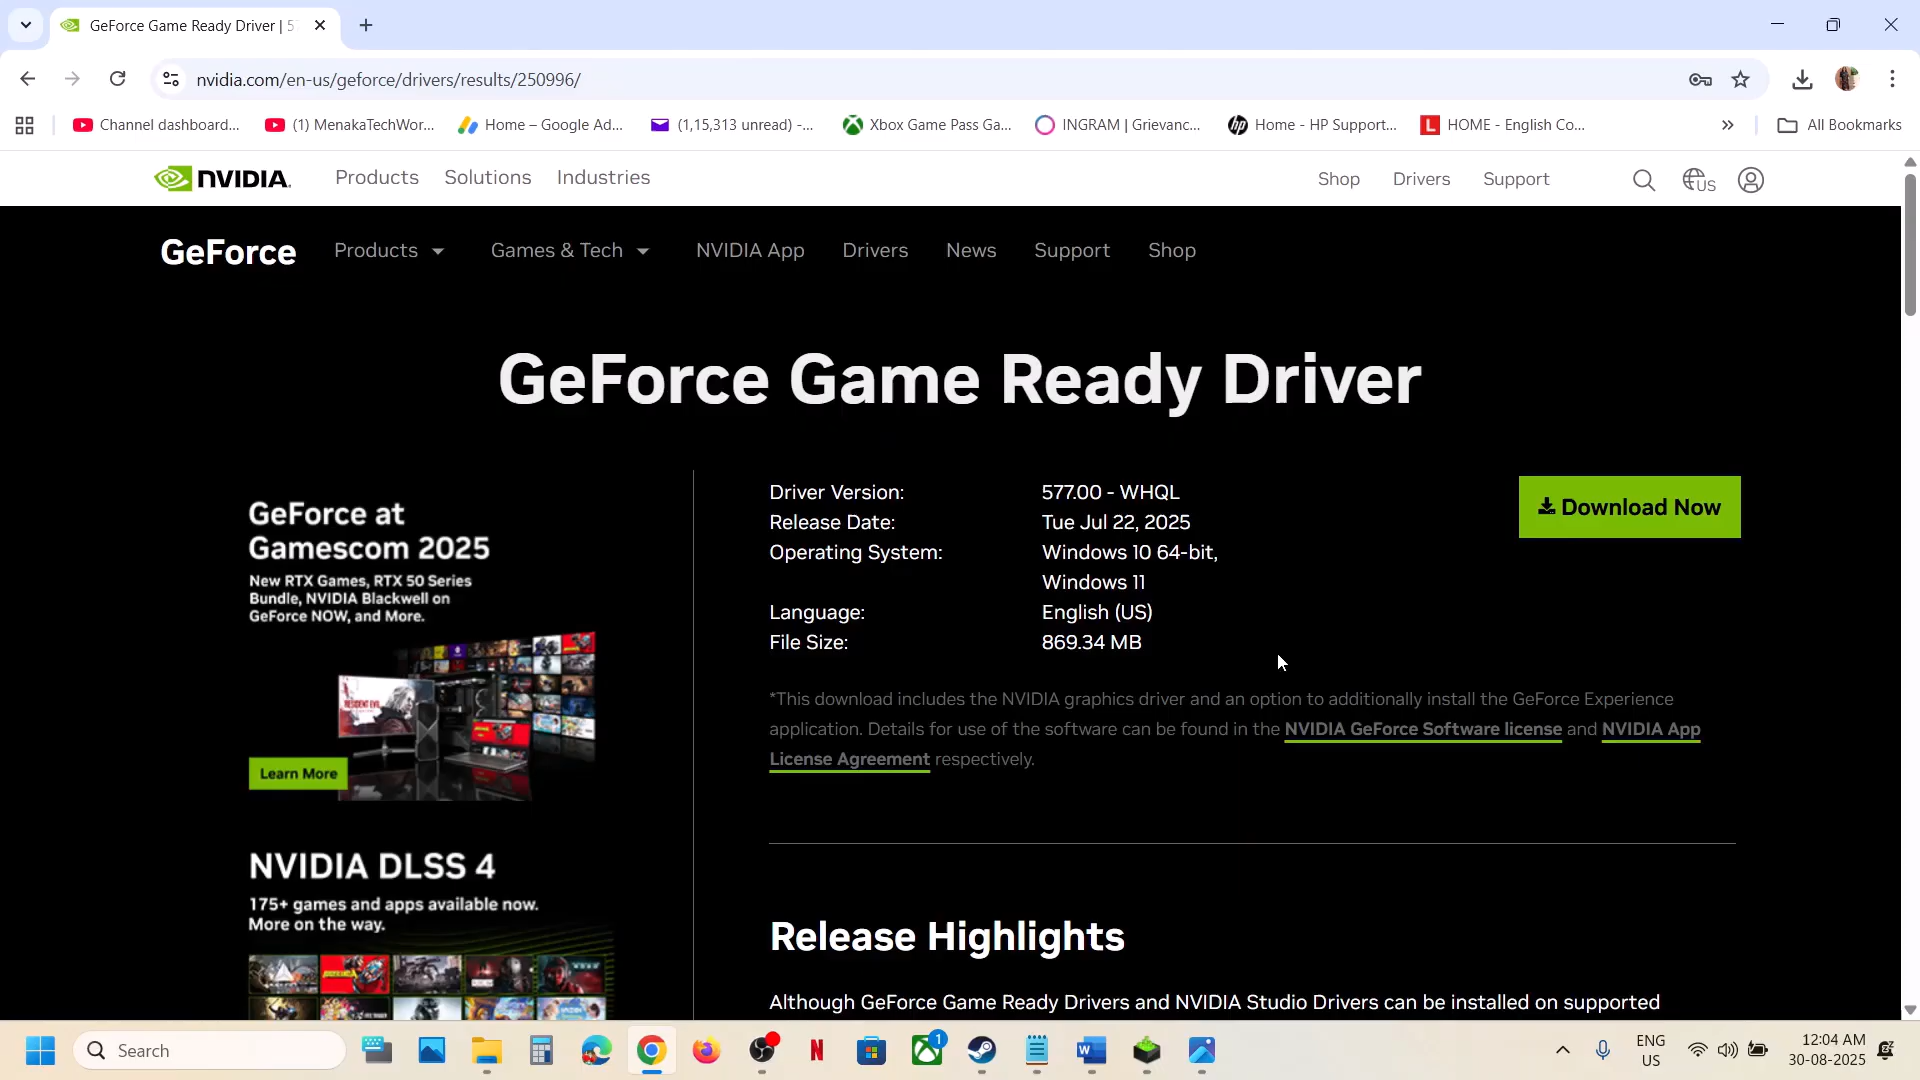 GeForce Game Ready Driver | 5
nvidia.com/en-us/geforce/drivers/results/250996/
Channel dashboard...
(1) MenakaTechWor...
Home – Google Ad...
(1,15,313 unread) -...
Xbox Game Pass Ga...
INGRAM | Grievanc...
Home - HP Support...
HOME - English Co...
All Bookmarks
NVIDIA.
Products
Solutions
Industries
Shop
Drivers
Support
US
GeForce
Products
Games & Tech
NVIDIA App
Drivers
News
Support
Shop
GeForce Game Ready Driver
GeForce at
Gamescom 2025
New RTX Games, RTX 50 Series
Bundle, NVIDIA Blackwell on
GeForce NOW, and More.
Learn More
NVIDIA DLSS 4
175+ games and apps available now.
More on the way.
Driver Version: 577.00 - WHQL
Release Date: Tue Jul 22, 2025
Operating System: Windows 10 64-bit,
Windows 11
Language: English (US)
File Size: 869.34 MB
Download Now
*This download includes the NVIDIA graphics driver and an option to additionally install the GeForce Experience
application. Details for use of the software can be found in the NVIDIA GeForce Software license and NVIDIA App
License Agreement respectively.
Release Highlights
Although GeForce Game Ready Drivers and NVIDIA Studio Drivers can be installed on supported
Search
1
ENG
US
12:04 AM
30-08-2025